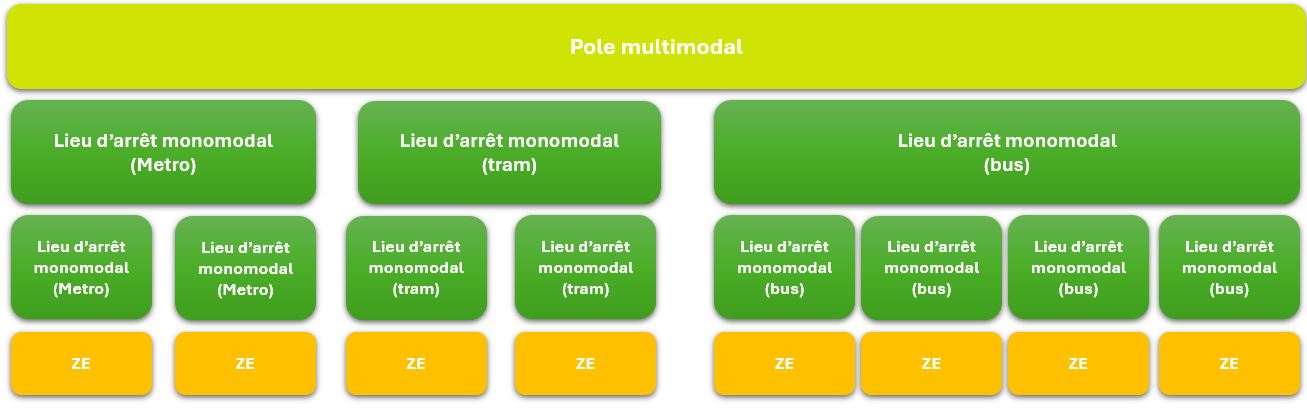 Pole multimodal
Lieu d’arrêt monomodal
(Metro)
Lieu d’arrêt monomodal
(tram)
Lieu d’arrêt monomodal
(bus)
Lieu d’arrêt
monomodal
(Metro)
Lieu d’arrêt
monomodal
(Metro)
Lieu d’arrêt
monomodal
(tram)
Lieu d’arrêt
monomodal
(tram)
Lieu d’arrêt
monomodal
(bus)
Lieu d’arrêt
monomodal
(bus)
Lieu d’arrêt
monomodal
(bus)
Lieu d’arrêt
monomodal
(bus)
ZE
ZE
ZE
ZE
ZE
ZE
ZE
ZE